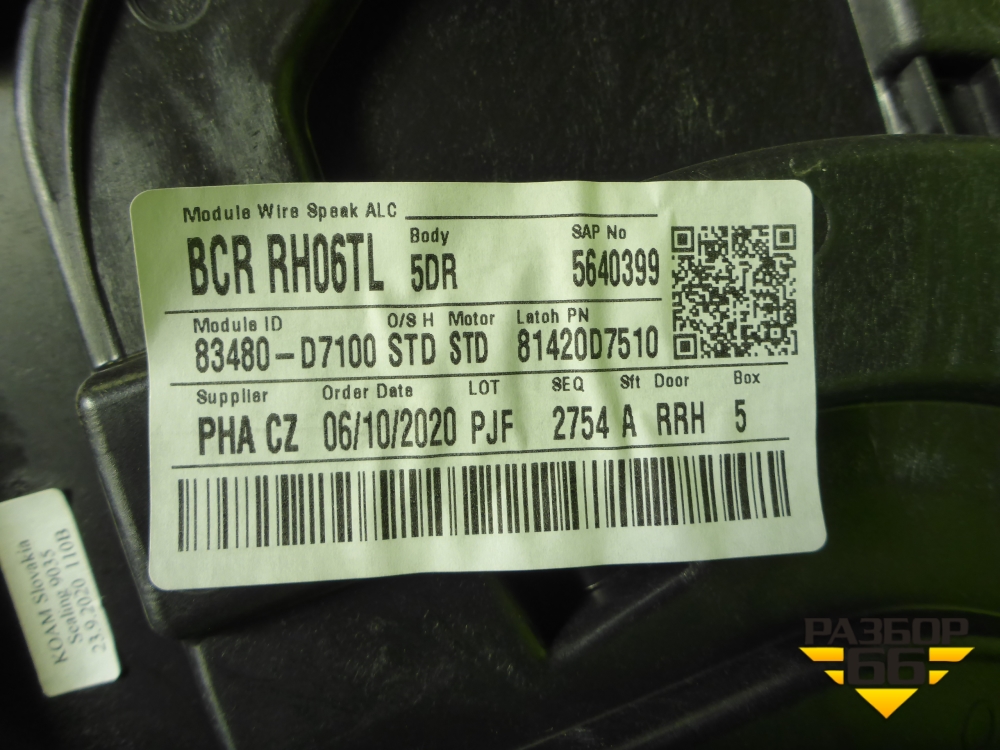 Module Wire Speak ALC
BCR RH06TL
Body
5DR
SAP No
5640399
Module ID
83480-D7100
O/S H
STD
Motor
STD
Latch PN
81420D7510
Supplier
PHA CZ
Order Date
06/10/2020
LOT
PJF
SEQ
2754
Sft
A
Door
RRH
Box
5
KOAM Slovakia
Sealing 9035
23.9.2020 110B
РАЗБОР
66